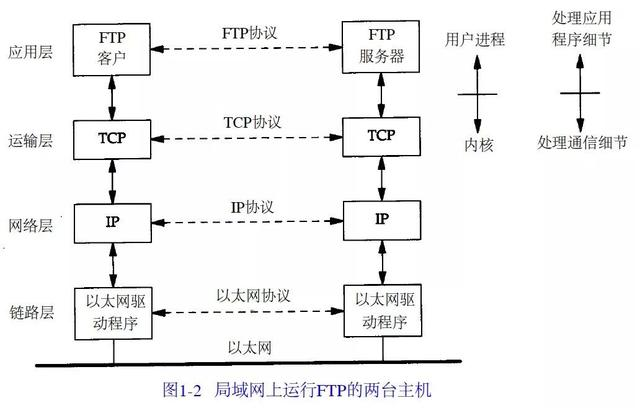 应用层
FTP
客户
FTP协议
FTP
服务器
用户进程
处理应用
程序细节
运输层
TCP
TCP协议
TCP
内核
处理通信细节
网络层
IP
IP协议
IP
链路层
以太网驱
动程序
以太网协议
以太网驱
动程序
以太网
图1-2 局域网上运行FTP的两台主机